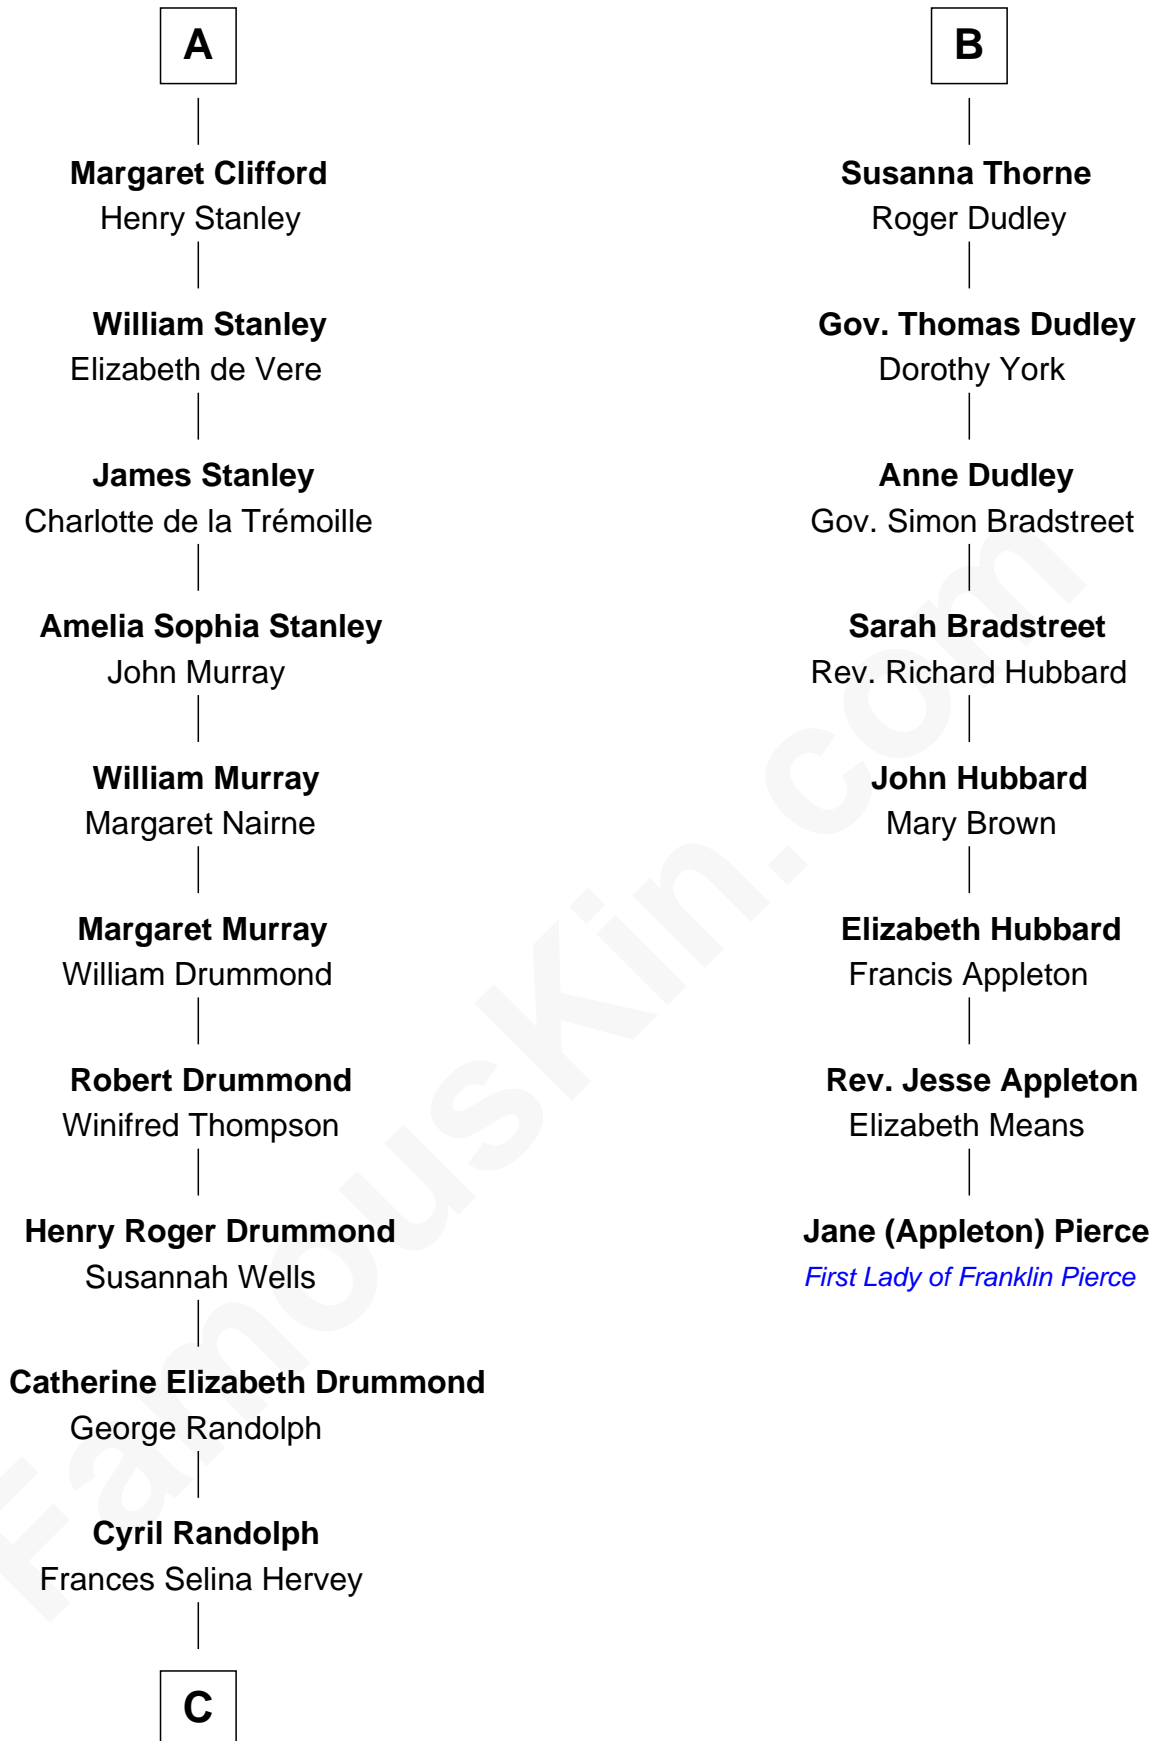 A
Margaret Clifford
Henry Stanley
William Stanley
Elizabeth de Vere
James Stanley
Charlotte de la Trémoille
Amelia Sophia Stanley
John Murray
William Murray
Margaret Nairne
Margaret Murray
William Drummond
Robert Drummond
Winifred Thompson
Henry Roger Drummond
Susannah Wells
Catherine Elizabeth Drummond
George Randolph
Cyril Randolph
Frances Selina Hervey
C
B
Susanna Thorne
Roger Dudley
Gov. Thomas Dudley
Dorothy York
Anne Dudley
Gov. Simon Bradstreet
Sarah Bradstreet
Rev. Richard Hubbard
John Hubbard
Mary Brown
Elizabeth Hubbard
Francis Appleton
Rev. Jesse Appleton
Elizabeth Means
Jane (Appleton) Pierce
First Lady of Franklin Pierce
FamousKin.com